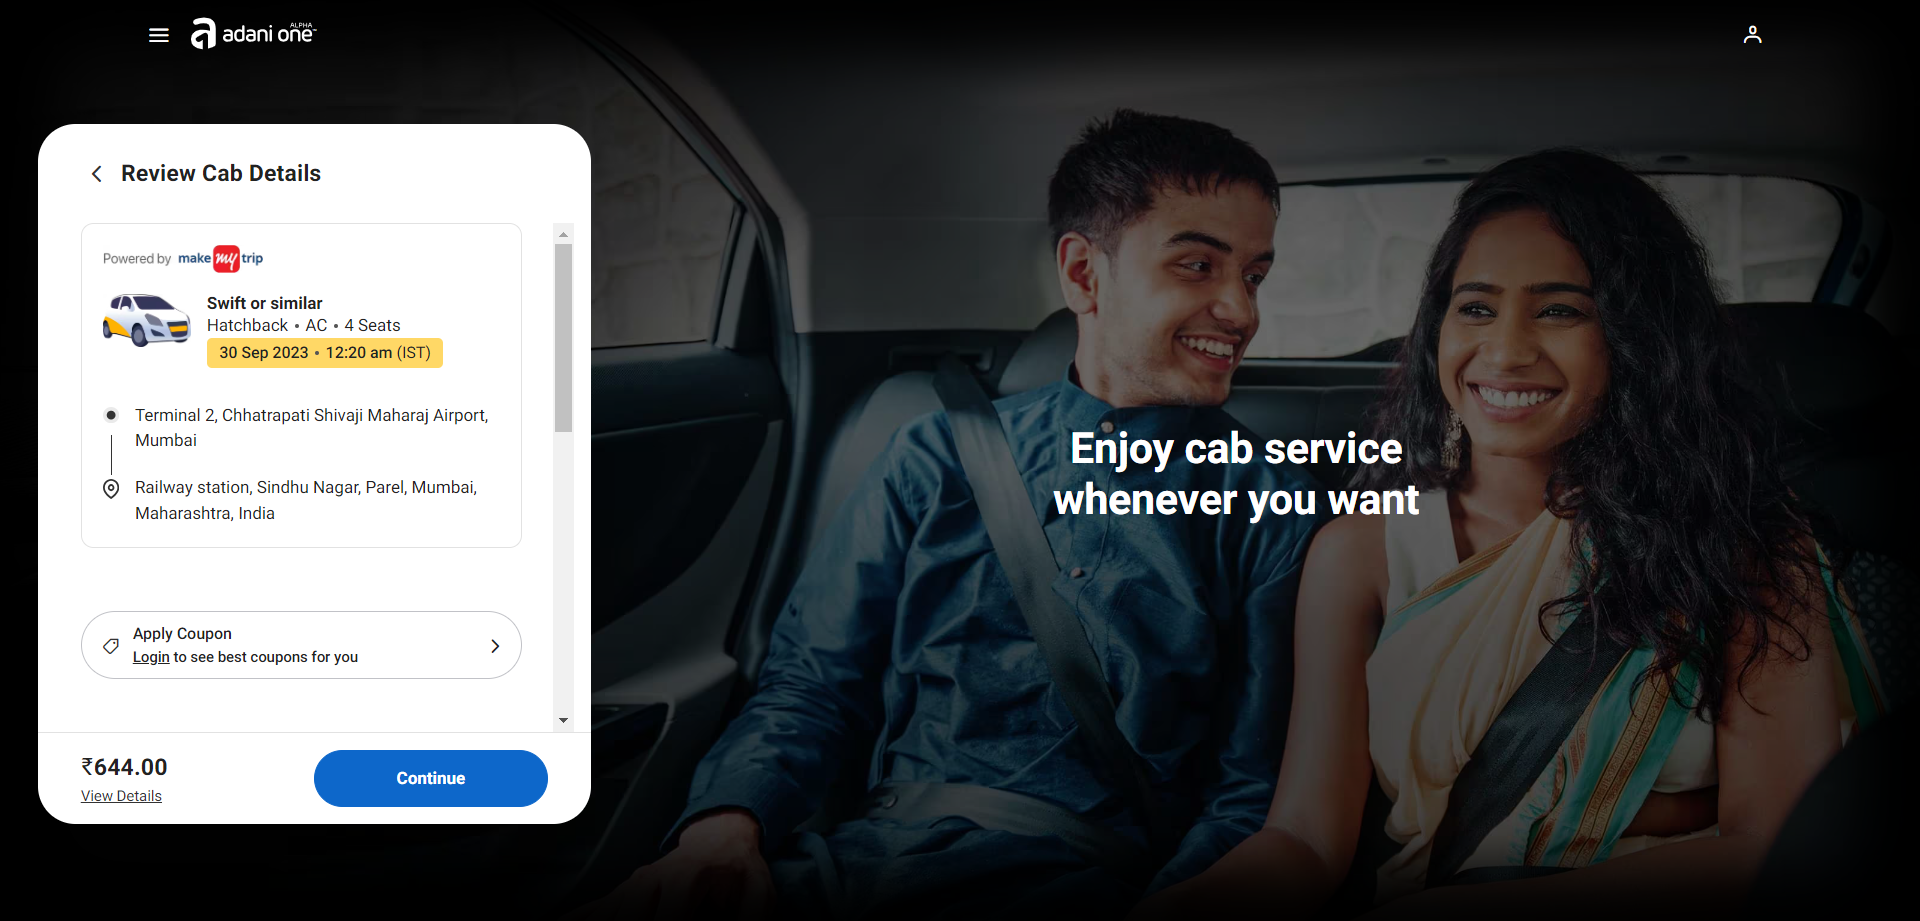 ALPHA
adani one
Review Cab Details
Powered by make my trip
Swift or similar
Hatchback • AC • 4 Seats
30 Sep 2023 • 12:20 am (IST)
Terminal 2, Chhatrapati Shivaji Maharaj Airport,
Mumbai
Railway station, Sindhu Nagar, Parel, Mumbai,
Maharashtra, India
Apply Coupon
Login to see best coupons for you
₹644.00
View Details
Continue
Enjoy cab service
whenever you want